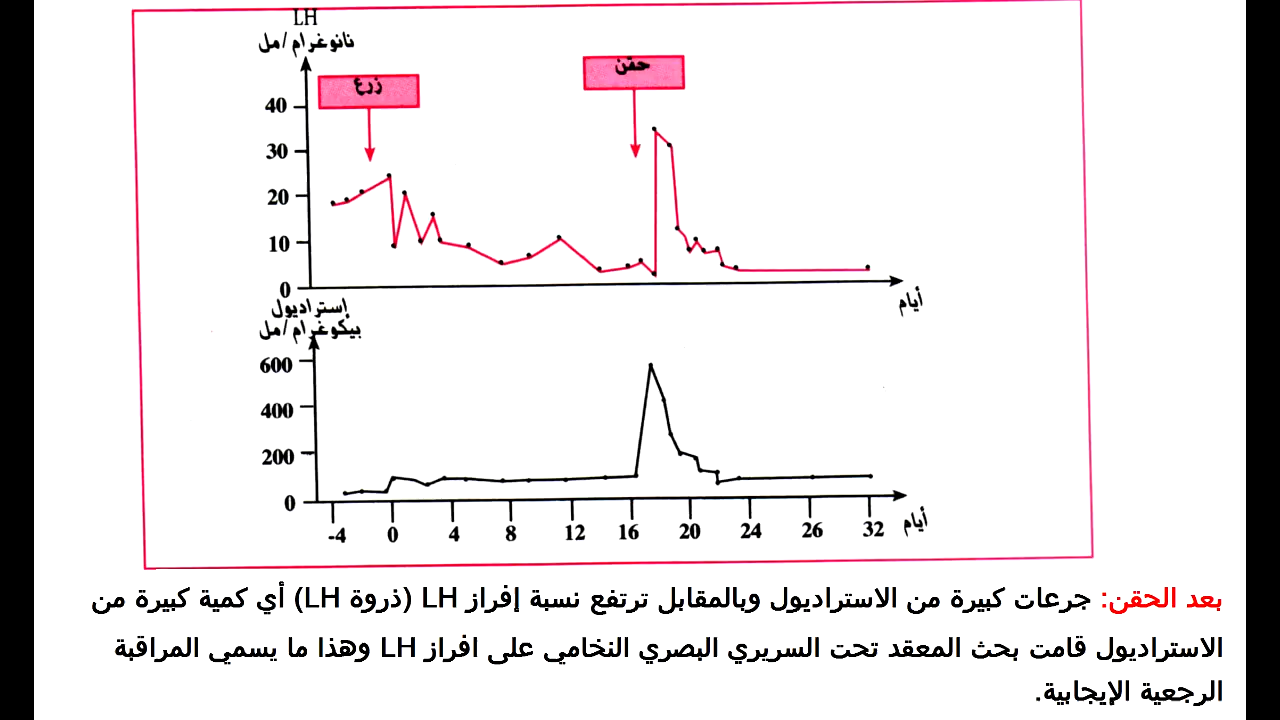 LH
نانوغرام/مل
زرع
حقن
40
30
20
10
0
أيام
إستراديول
بيكوغرام/مل
600
400
200
0
-4 0 4 8 12 16 20 24 26 32
أيام
بعد الحقن: جرعات كبيرة من الاستراديول وبالمقابل ترتفع نسبة إفراز LH (ذروة LH) أي كمية كبيرة من
الاستراديول قامت بحث المعقد تحت السريري البصري النخامي على افراز LH وهذا ما يسمي المراقبة
الرجعية الإيجابية.